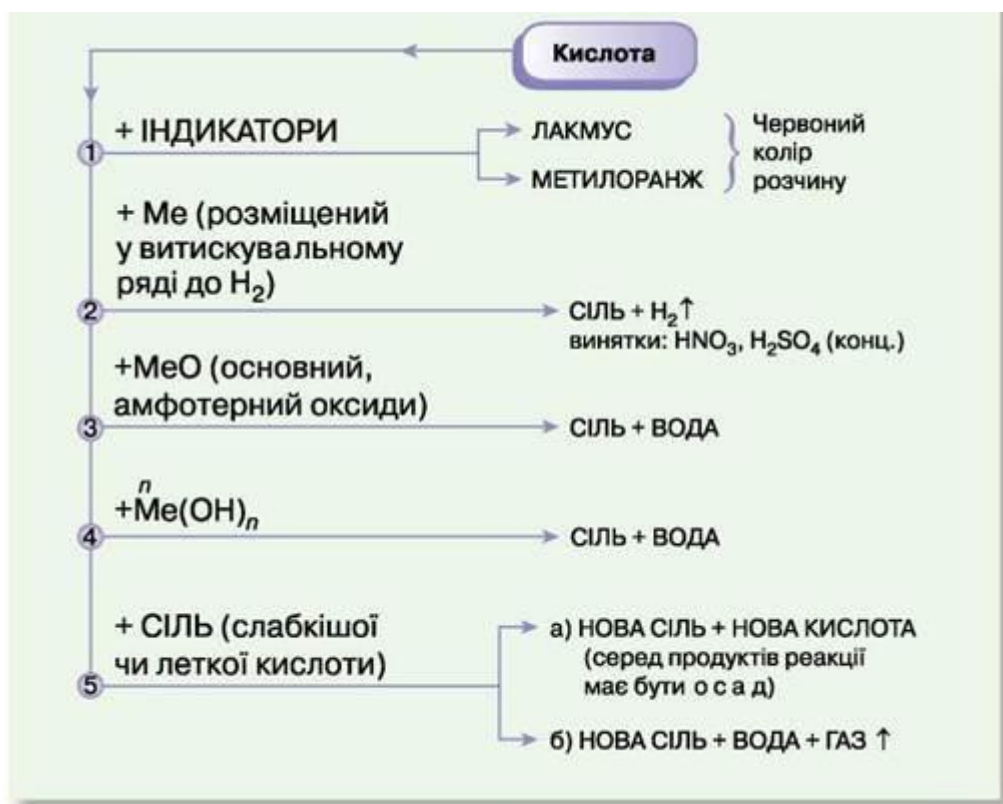 Кислота
+ ІНДИКАТОРИ
1
ЛАКМУС
МЕТИЛОРАНЖ
Червоний
колір
розчину
+ Ме (розміщений
у витискувальному
ряді до H₂)
2
СІЛЬ + H₂↑
винятки: HNO₃, H₂SO₄ (конц.)
+MeO (основний,
амфотерний оксиди)
3
СІЛЬ + ВОДА
n
+Me(OH)ₙ
4
СІЛЬ + ВОДА
+ СІЛЬ (слабкішої
чи леткої кислоти)
5
а) НОВА СІЛЬ + НОВА КИСЛОТА
(серед продуктів реакції
має бути о с а д)
б) НОВА СІЛЬ + ВОДА + ГАЗ ↑